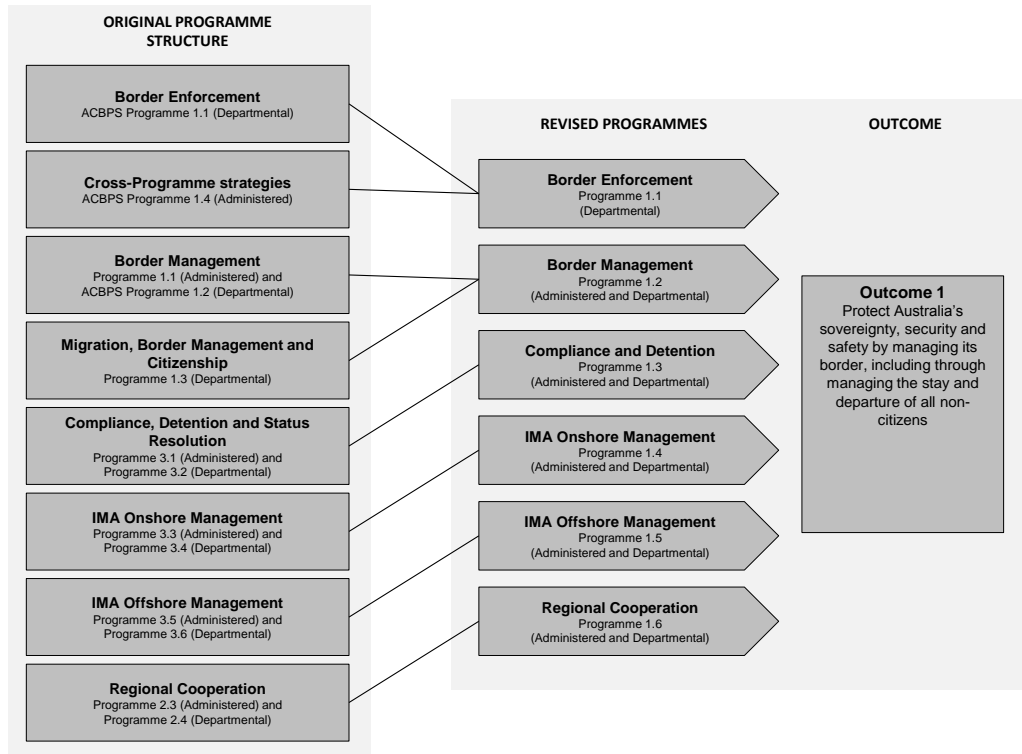 ORIGINAL PROGRAMME
STRUCTURE
Border Enforcement
ACBPS Programme 1.1 (Departmental)
Cross-Programme strategies
ACBPS Programme 1.4 (Administered)
Border Management
Programme 1.1 (Administered) and
ACBPS Programme 1.2 (Departmental)
Migration, Border Management and
Citizenship
Programme 1.3 (Departmental)
Compliance, Detention and Status
Resolution
Programme 3.1 (Administered) and
Programme 3.2 (Departmental)
IMA Onshore Management
Programme 3.3 (Administered) and
Programme 3.4 (Departmental)
IMA Offshore Management
Programme 3.5 (Administered) and
Programme 3.6 (Departmental)
Regional Cooperation
Programme 2.3 (Administered) and
Programme 2.4 (Departmental)
REVISED PROGRAMMES
Border Enforcement
Programme 1.1
(Departmental)
Border Management
Programme 1.2
(Administered and Departmental)
Compliance and Detention
Programme 1.3
(Administered and Departmental)
IMA Onshore Management
Programme 1.4
(Administered and Departmental)
IMA Offshore Management
Programme 1.5
(Administered and Departmental)
Regional Cooperation
Programme 1.6
(Administered and Departmental)
OUTCOME
Outcome 1
Protect Australia's
sovereignty, security and
safety by managing its
border, including through
managing the stay and
departure of all non-
citizens